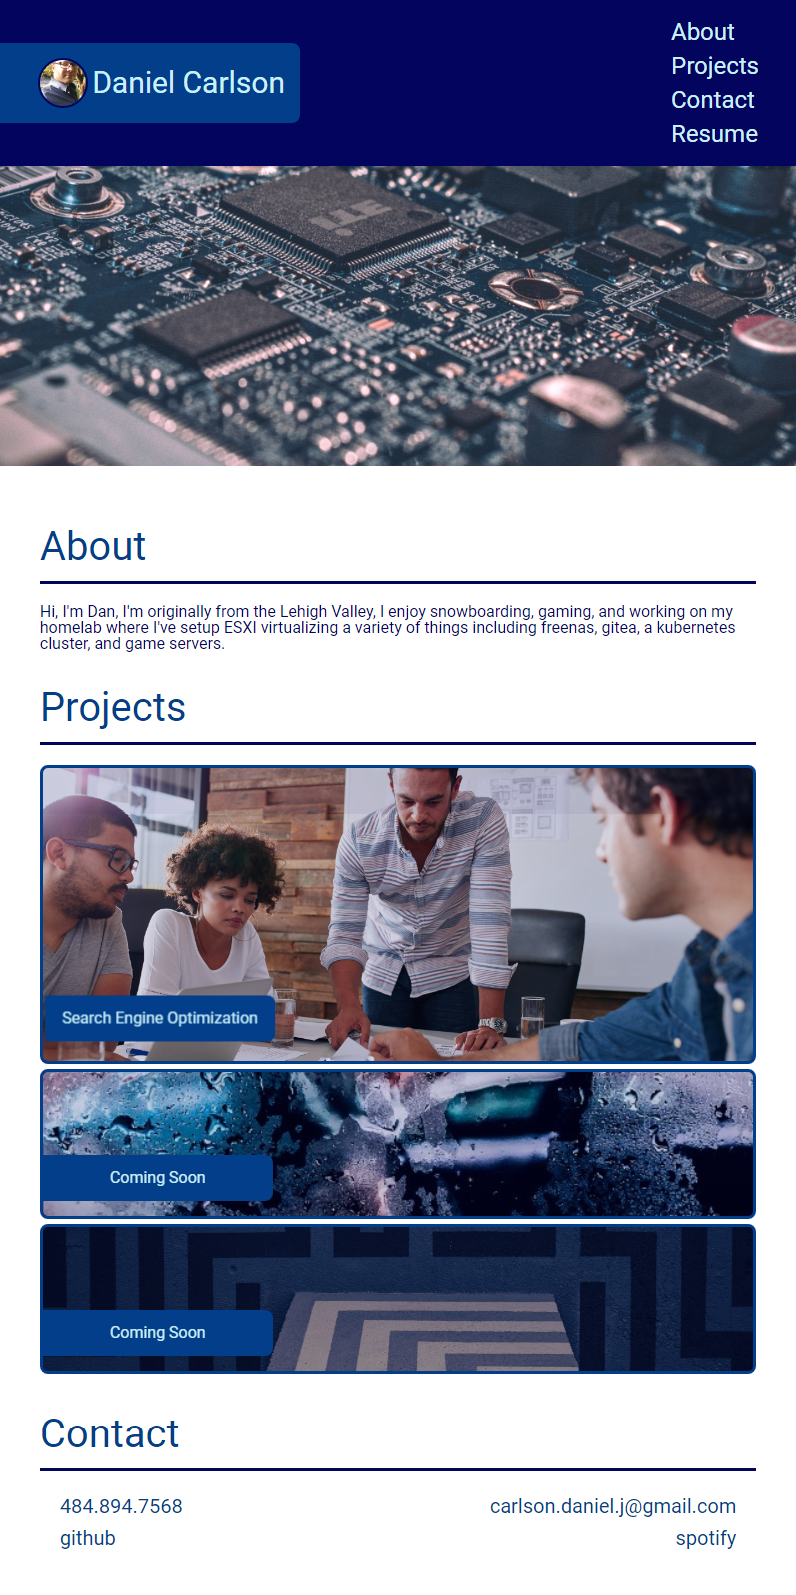 Daniel Carlson
About
Projects
Contact
Resume
About
Hi, I'm Dan, I'm originally from the Lehigh Valley, I enjoy snowboarding, gaming, and working on my
homelab where I've setup ESXI virtualizing a variety of things including freenas, gitea, a kubernetes
cluster, and game servers.
Projects
Search Engine Optimization
Coming Soon
Coming Soon
Contact
484.894.7568
carlson.daniel.j@gmail.com
github
spotify